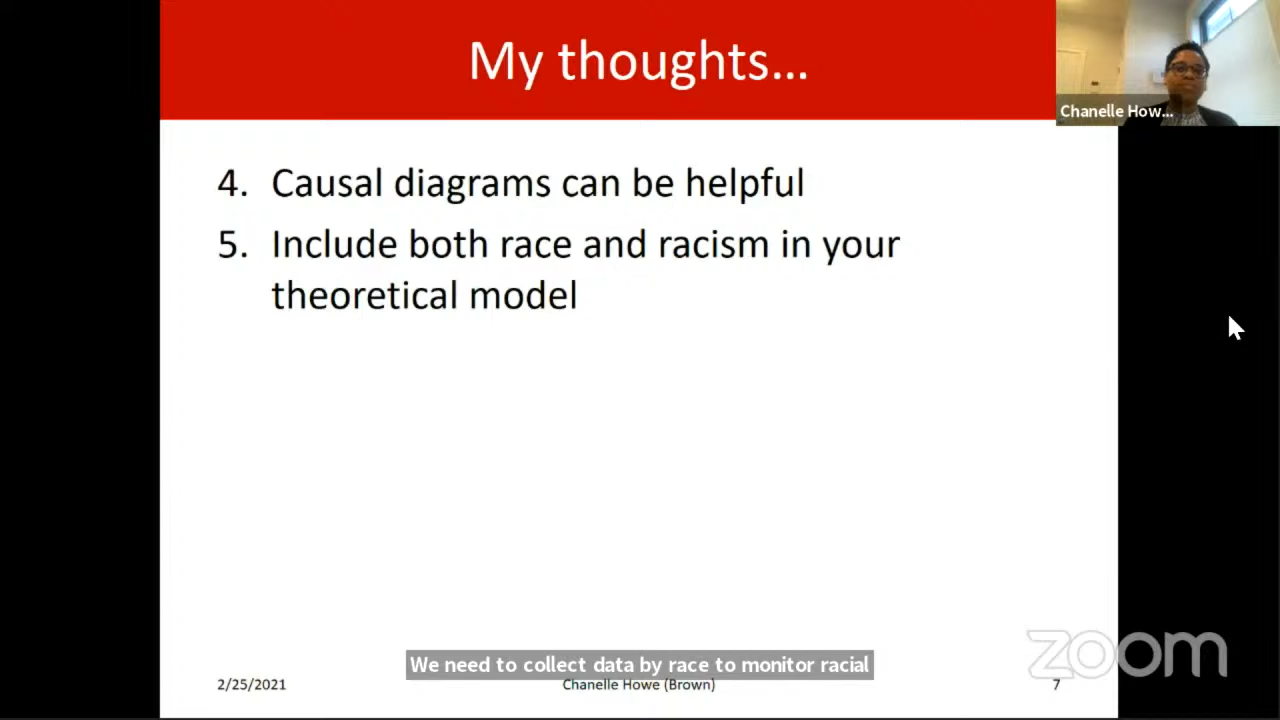 My thoughts...
Chanelle How...
4. Causal diagrams can be helpful
5. Include both race and racism in your
theoretical model
We need to collect data by race to monitor racial
2/25/2021
Chanelle Howe (Brown)
7
zoom